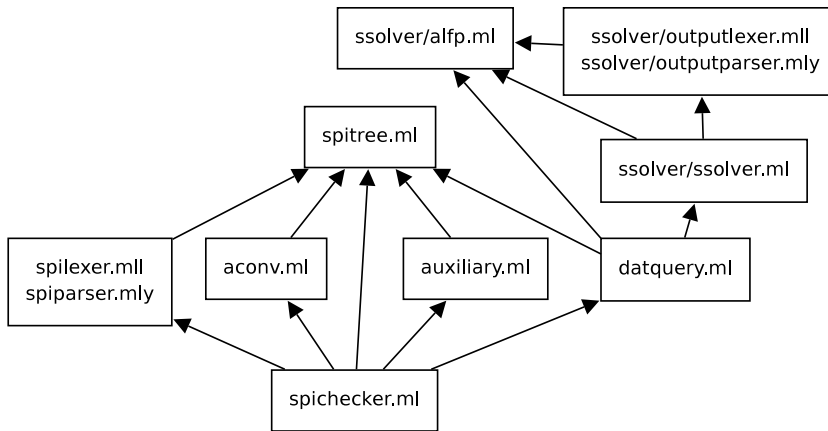 ssolver/alfp.ml
ssolver/outputlexer.mll
ssolver/outputparser.mly
spitree.ml
ssolver/ssolver.ml
spilexer.mll
spiparser.mly
aconv.ml
auxiliary.ml
datquery.ml
spichecker.ml